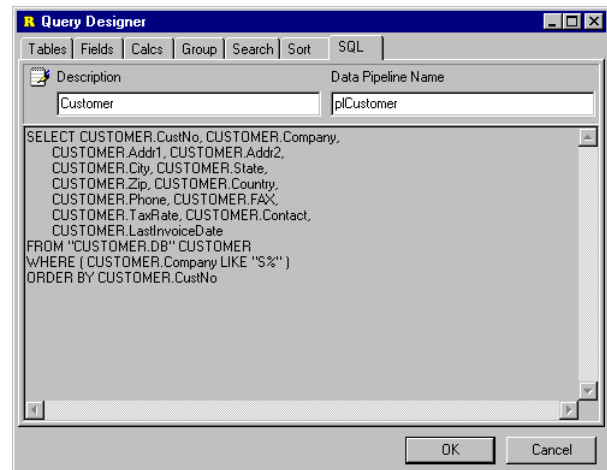 R Query Designer
Tables Fields Calcs Group Search Sort SQL
Description Data Pipeline Name
Customer plCustomer
SELECT CUSTOMER.CustNo, CUSTOMER.Company,
CUSTOMER.Addr1, CUSTOMER.Addr2,
CUSTOMER.City, CUSTOMER.State,
CUSTOMER.Zip, CUSTOMER.Country,
CUSTOMER.Phone, CUSTOMER.FAX,
CUSTOMER.TaxRate, CUSTOMER.Contact,
CUSTOMER.LastInvoiceDate
FROM "CUSTOMER.DB" CUSTOMER
WHERE ( CUSTOMER.Company LIKE "S%" )
ORDER BY CUSTOMER.CustNo
OK Cancel